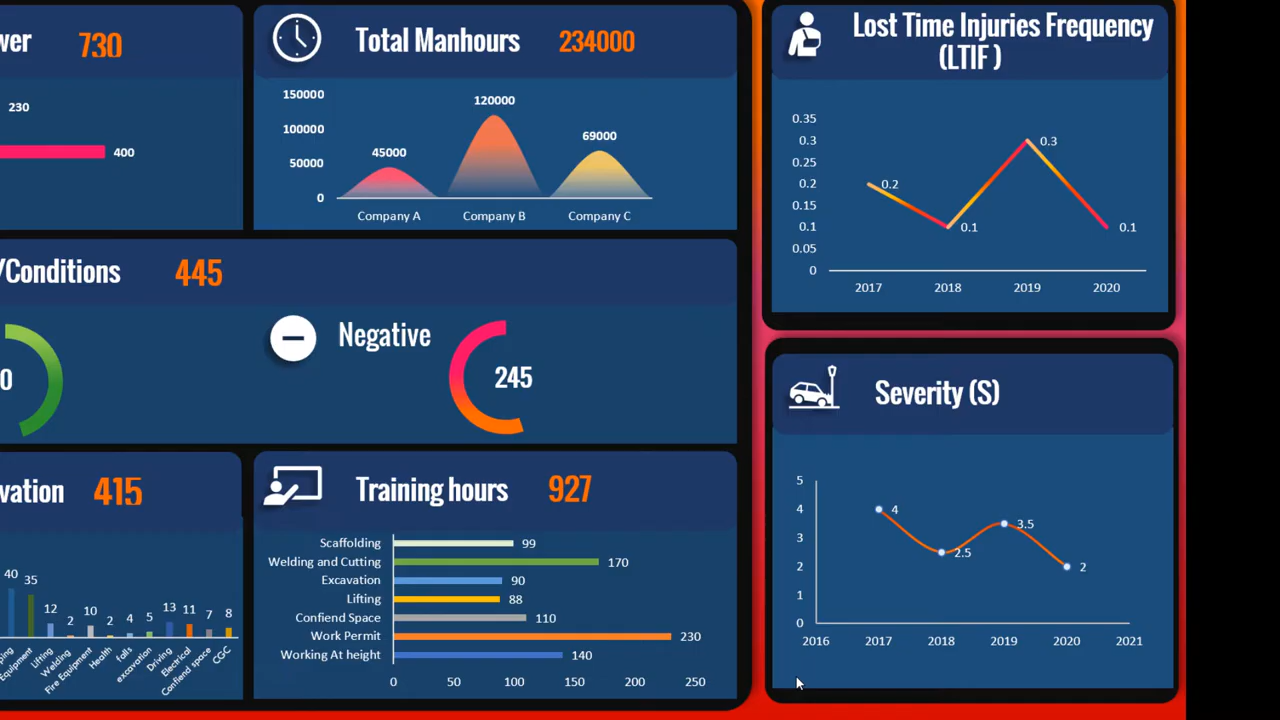 730
230
400
Total Manhours 234000
150000
100000
50000
0
45000
120000
69000
Company A Company B Company C
Lost Time Injuries Frequency
(LTIF )
0.35
0.3
0.25
0.2
0.15
0.1
0.05
0
0.2
0.1
0.3
0.1
2017 2018 2019 2020
/Conditions 445
Negative
245
Severity (S)
5
4
3
2
1
0
4
2.5
3.5
2
2016 2017 2018 2019 2020 2021
415
40 35 12 2 10 2 4 5 13 11 7 8
Equipment
Lifting
Welding
Fire Equipment
Health
falls
excavation
Driving
Electrical
Confiend space
CGC
Training hours 927
Scaffolding 99
Welding and Cutting 170
Excavation 90
Lifting 88
Confiend Space 110
Work Permit 230
Working At height 140
0 50 100 150 200 250